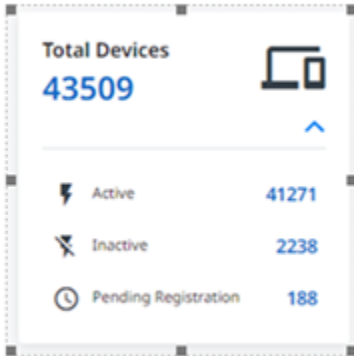 Total Devices
43509
Active 41271
Inactive 2238
Pending Registration 188